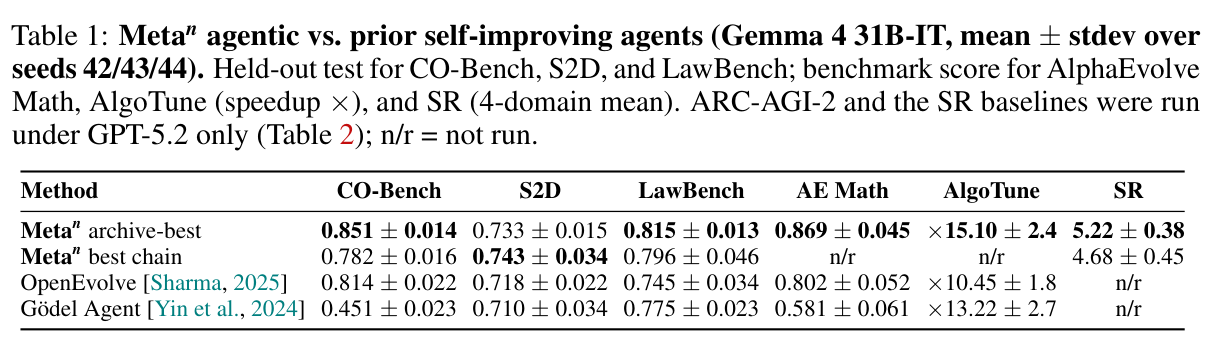 Table 1: Metaⁿ agentic vs. prior self-improving agents (Gemma 4 31B-IT, mean ± stdev over
seeds 42/43/44). Held-out test for CO-Bench, S2D, and LawBench; benchmark score for AlphaEvolve
Math, AlgoTune (speedup ×), and SR (4-domain mean). ARC-AGI-2 and the SR baselines were run
under GPT-5.2 only (Table 2); n/r = not run.
Method CO-Bench S2D LawBench AE Math AlgoTune SR
Metaⁿ archive-best 0.851 ± 0.014 0.733 ± 0.015 0.815 ± 0.013 0.869 ± 0.045 ×15.10 ± 2.4 5.22 ± 0.38
Metaⁿ best chain 0.782 ± 0.016 0.743 ± 0.034 0.796 ± 0.046 n/r n/r 4.68 ± 0.45
OpenEvolve [Sharma, 2025] 0.814 ± 0.022 0.718 ± 0.022 0.745 ± 0.034 0.802 ± 0.052 ×10.45 ± 1.8 n/r
Gödel Agent [Yin et al., 2024] 0.451 ± 0.023 0.710 ± 0.034 0.775 ± 0.023 0.581 ± 0.061 ×13.22 ± 2.7 n/r